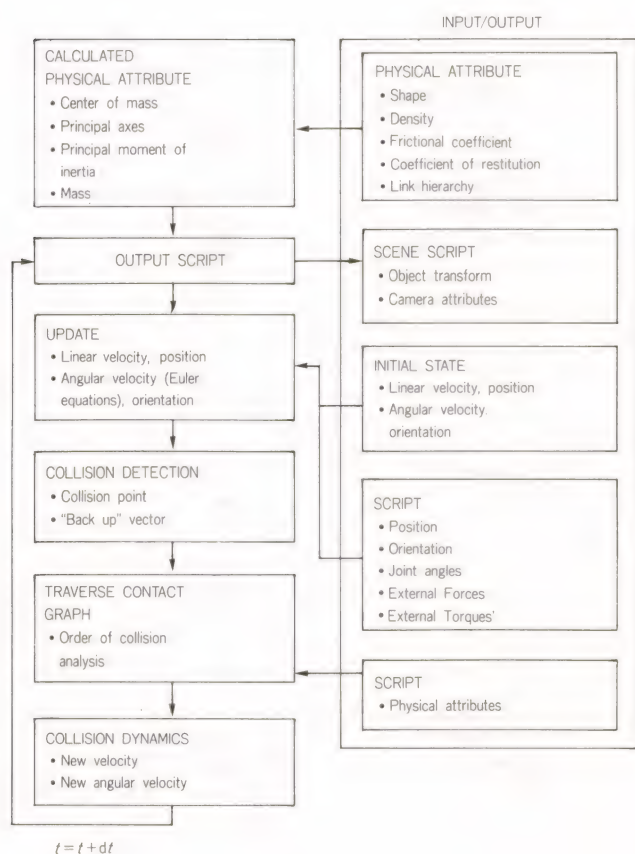 INPUT/OUTPUT
CALCULATED
PHYSICAL ATTRIBUTE
• Center of mass
• Principal axes
• Principal moment of
inertia
• Mass
PHYSICAL ATTRIBUTE
• Shape
• Density
• Frictional coefficient
• Coefficient of restitution
• Link hierarchy
OUTPUT SCRIPT
SCENE SCRIPT
• Object transform
• Camera attributes
UPDATE
• Linear velocity, position
• Angular velocity (Euler
equations), orientation
INITIAL STATE
• Linear velocity, position
• Angular velocity.
orientation
COLLISION DETECTION
• Collision point
• "Back up" vector
SCRIPT
• Position
• Orientation
• Joint angles
• External Forces
• External Torques'
TRAVERSE CONTACT
GRAPH
• Order of collision
analysis
SCRIPT
• Physical attributes
COLLISION DYNAMICS
• New velocity
• New angular velocity
t = t + dt